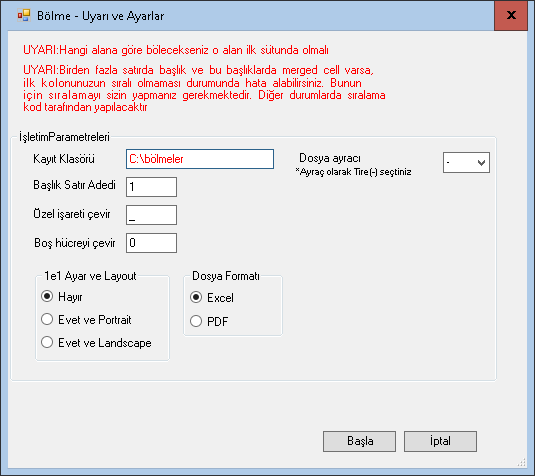 Bölme - Uyarı ve Ayarlar
UYARI:Hangi alana göre bölecekseniz o alan ilk sütunda olmalı
UYARI:Birden fazla satırda başlık ve bu başlıklarda merged cell varsa,
ilk kolonunuzun sıralı olmaması durumunda hata alabilirsiniz. Bunun
için sıralamayı sizin yapmanız gerekmektedir. Diğer durumlarda sıralama
kod tarafından yapılacaktır
İşletimParametreleri
Kayıt Klasörü C:\bölmeler Dosya ayracı -
*Ayraç olarak Tire(-) seçtiniz
Başlık Satır Adedi 1
Özel işareti çevir _
Boş hücreyi çevir 0
1e1 Ayar ve Layout Dosya Formatı
Hayır Excel
Evet ve Portrait PDF
Evet ve Landscape
Başla İptal